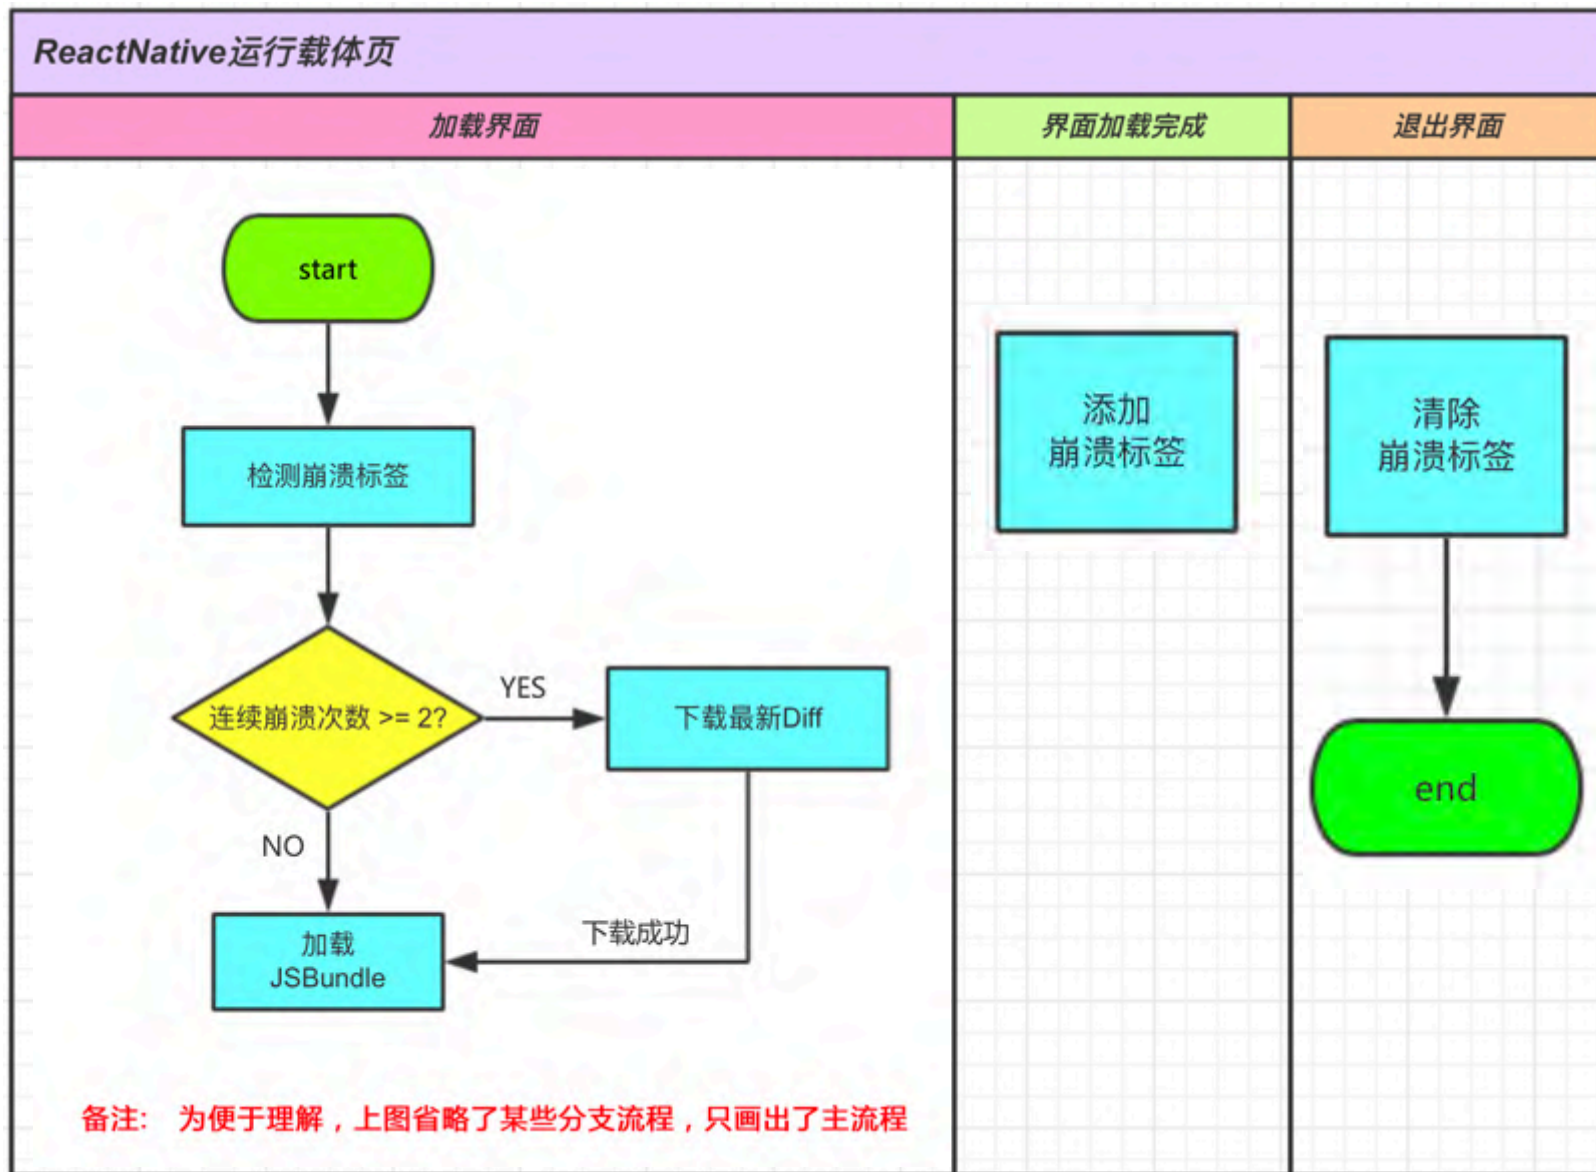 ReactNative运行载体页
加载界面
界面加载完成
退出界面
start
检测崩溃标签
连续崩溃次数 >= 2?
YES
下载最新Diff
NO
下载成功
加载
JSBundle
备注: 为便于理解，上图省略了某些分支流程，只画出了主流程
添加
崩溃标签
清除
崩溃标签
end